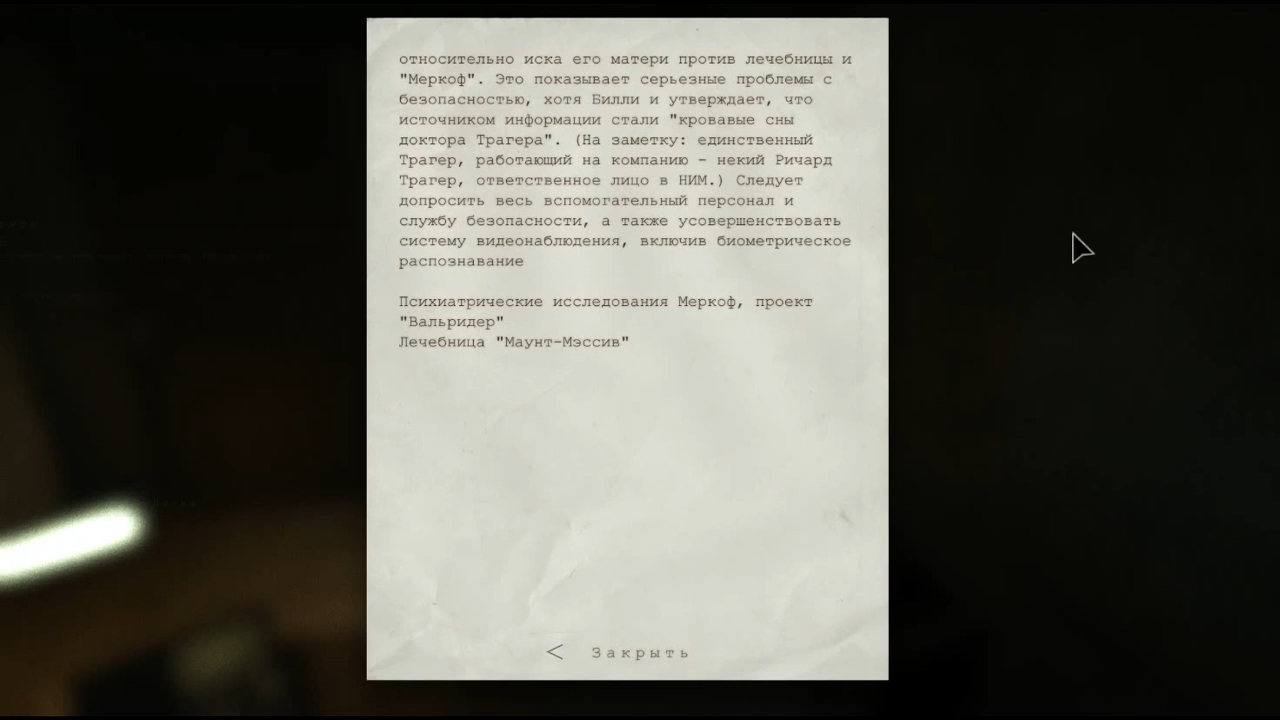 относительно иска его матери против лечебницы и
"Меркоф". Это показывает серьезные проблемы с
безопасностью, хотя Билли и утверждает, что
источником информации стали "кровавые сны
доктора Трагера". (На заметку: единственный
Трагер, работающий на компанию - некий Ричард
Трагер, ответственное лицо в НИМ.) Следует
допросить весь вспомогательный персонал и
службу безопасности, а также усовершенствовать
систему видеонаблюдения, включив биометрическое
распознавание
Психиатрические исследования Меркоф, проект
"Вальридер"
Лечебница "Маунт-Мэссив"
< Закрыть